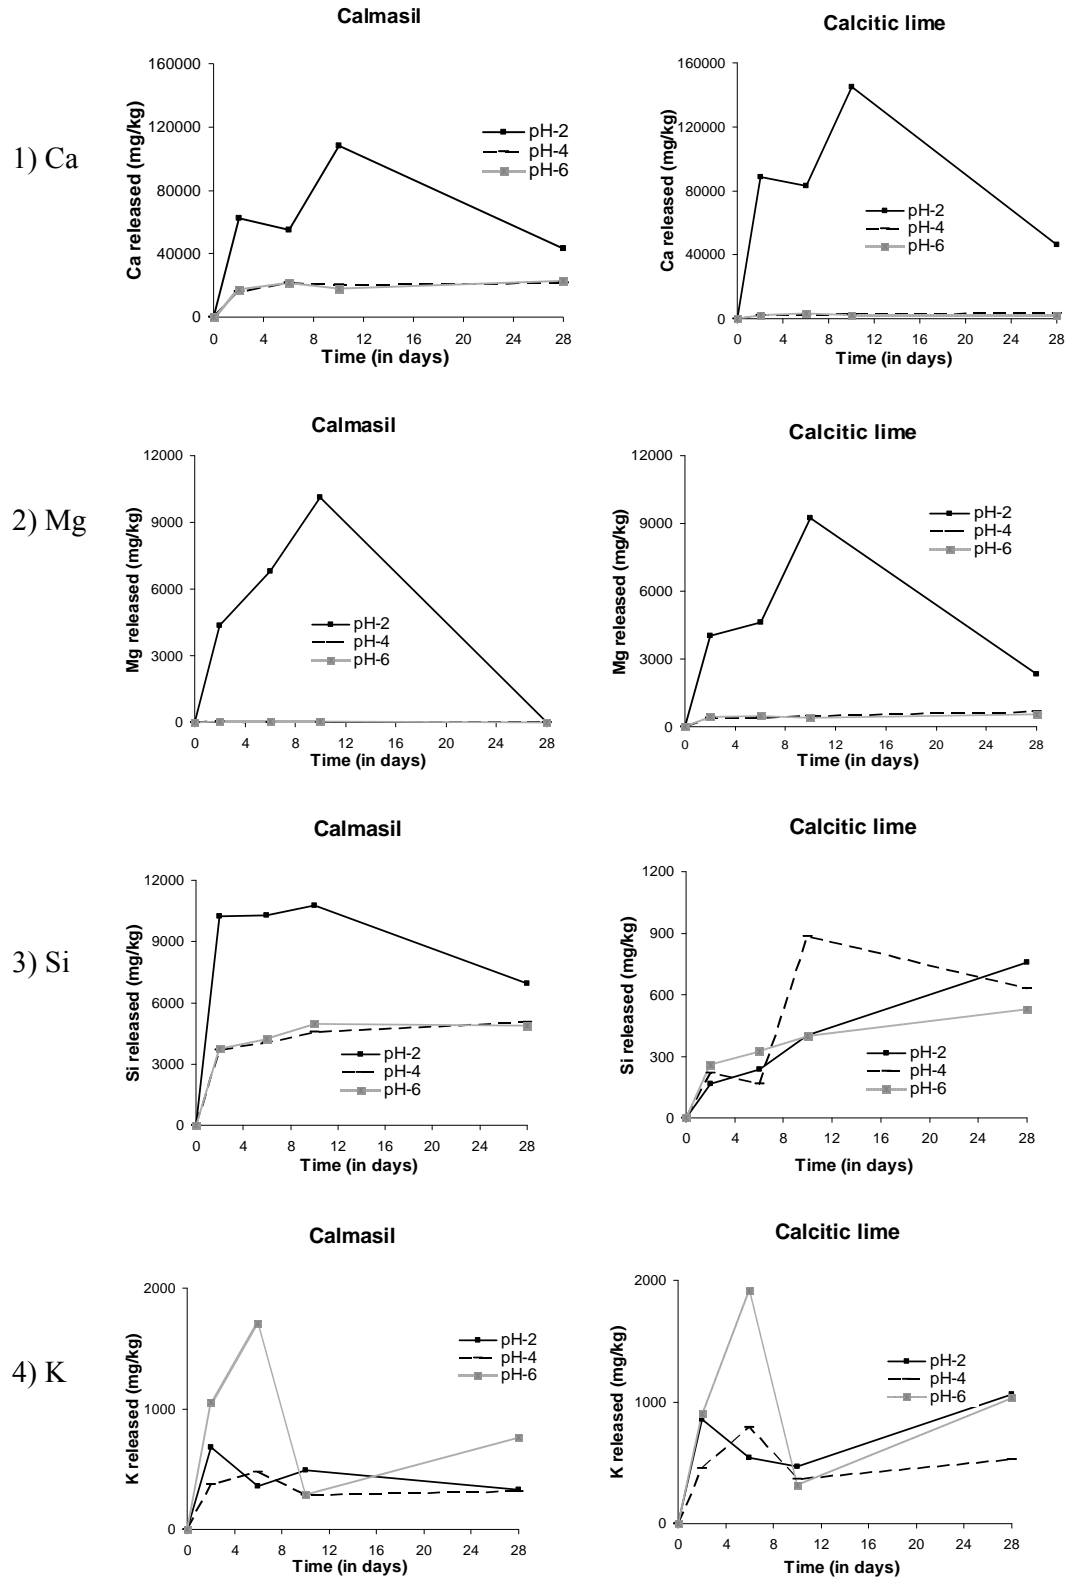 Calmasil
Calcitic lime
1) Ca
Ca released (mg/kg)
160000
120000
80000
40000
0
0 4 8 12 16 20 24 28
Time (in days)
pH-2
pH-4
pH-6
Ca released (mg/kg)
160000
120000
80000
40000
0
0 4 8 12 16 20 24 28
Time (in days)
pH-2
pH-4
pH-6
Calmasil
Calcitic lime
2) Mg
Mg released (mg/kg)
12000
9000
6000
3000
0
0 4 8 12 16 20 24 28
Time (in days)
pH-2
pH-4
pH-6
Mg released (mg/kg)
12000
9000
6000
3000
0
0 4 8 12 16 20 24 28
Time (in days)
pH-2
pH-4
pH-6
Calmasil
Calcitic lime
3) Si
Si released (mg/kg)
12000
9000
6000
3000
0
0 4 8 12 16 20 24 28
Time (in days)
pH-2
pH-4
pH-6
Si released (mg/kg)
1200
900
600
300
0
0 4 8 12 16 20 24 28
Time (in days)
pH-2
pH-4
pH-6
Calmasil
Calcitic lime
4) K
K released (mg/kg)
2000
1000
0
0 4 8 12 16 20 24 28
Time (in days)
pH-2
pH-4
pH-6
K released (mg/kg)
2000
1000
0
0 4 8 12 16 20 24 28
Time (in days)
pH-2
pH-4
pH-6